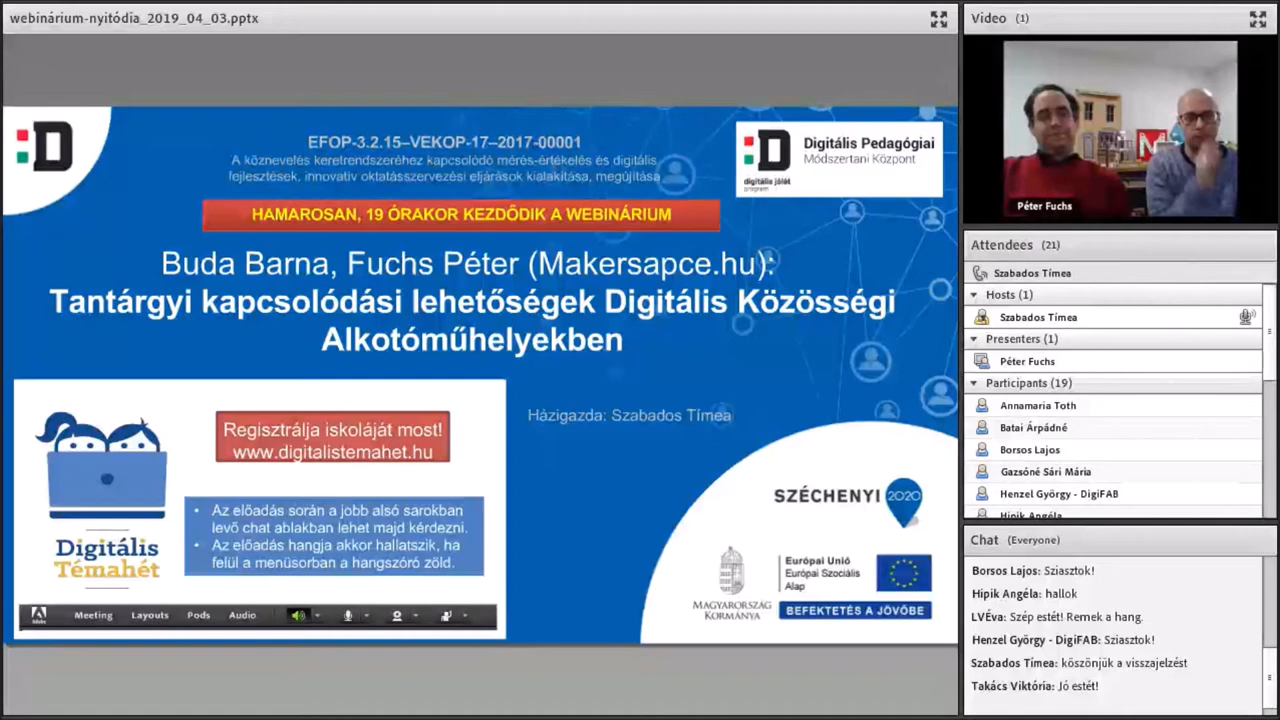 webinárium-nyitódia_2019_04_03.pptx
:D
EFOP-3.2.15–VEKOP-17–2017-00001
A köznevelés keretrendszeréhez kapcsolódó mérés-értékelés és digitális
fejlesztések, innovatív oktatásszervezési eljárások kialakítása, megújítása
:D
digitális jólét
program
Digitális Pedagógiai
Módszertani Központ
HAMAROSAN, 19 ÓRAKOR KEZDŐDIK A WEBINÁRIUM
Buda Barna, Fuchs Péter (Makersapce.hu):
Tantárgyi kapcsolódási lehetőségek Digitális Közösségi
Alkotóműhelyekben
Házigazda: Szabados Tímea
Digitális
Témahét
Regisztrálja iskoláját most!
www.digitalistemahet.hu
• Az előadás során a jobb alsó sarokban
levő chat ablakban lehet majd kérdezni.
• Az előadás hangja akkor hallatszik, ha
felül a menüsorban a hangszóró zöld.
Meeting Layouts Pods Audio
SZÉCHENYI 2020
MAGYARORSZÁG
KORMÁNYA
Európai Unió
Európai Szociális
Alap
BEFEKTETÉS A JÖVŐBE
Video (1)
Péter Fuchs
Attendees (21)
Szabados Tímea
Hosts (1)
Szabados Tímea
Presenters (1)
Péter Fuchs
Participants (19)
Annamaria Toth
Batai Árpádné
Borsos Lajos
Gazsóné Sári Mária
Henzel György - DigiFAB
Hipik Angéla
Chat (Everyone)
Borsos Lajos: Sziasztok!
Hipik Angéla: hallok
LVÉva: Szép estét! Remek a hang.
Henzel György - DigiFAB: Sziasztok!
Szabados Tímea: köszönjük a visszajelzést
Takács Viktória: Jó estét!